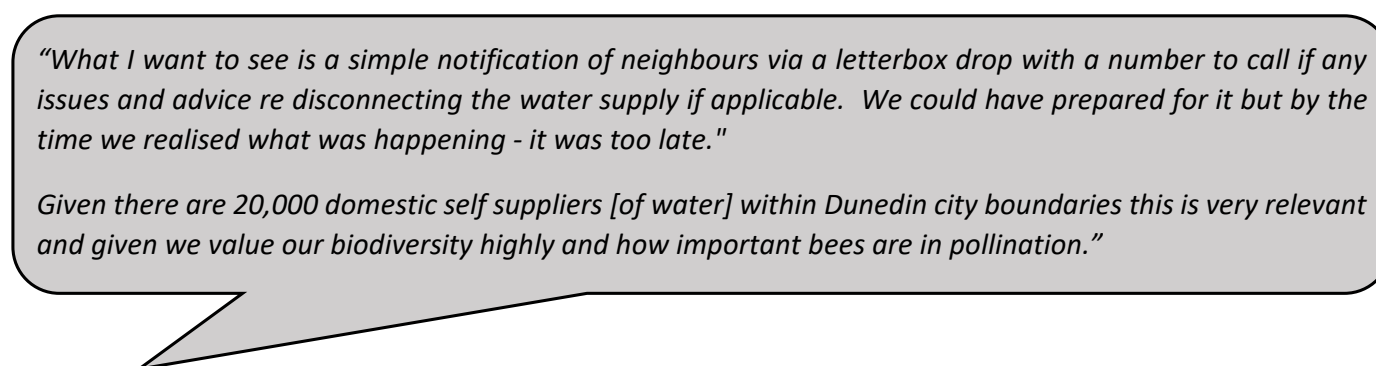 “What I want to see is a simple notification of neighbours via a letterbox drop with a number to call if any
issues and advice re disconnecting the water supply if applicable.  We could have prepared for it but by the
time we realised what was happening - it was too late."
Given there are 20,000 domestic self suppliers [of water] within Dunedin city boundaries this is very relevant
and given we value our biodiversity highly and how important bees are in pollination.”